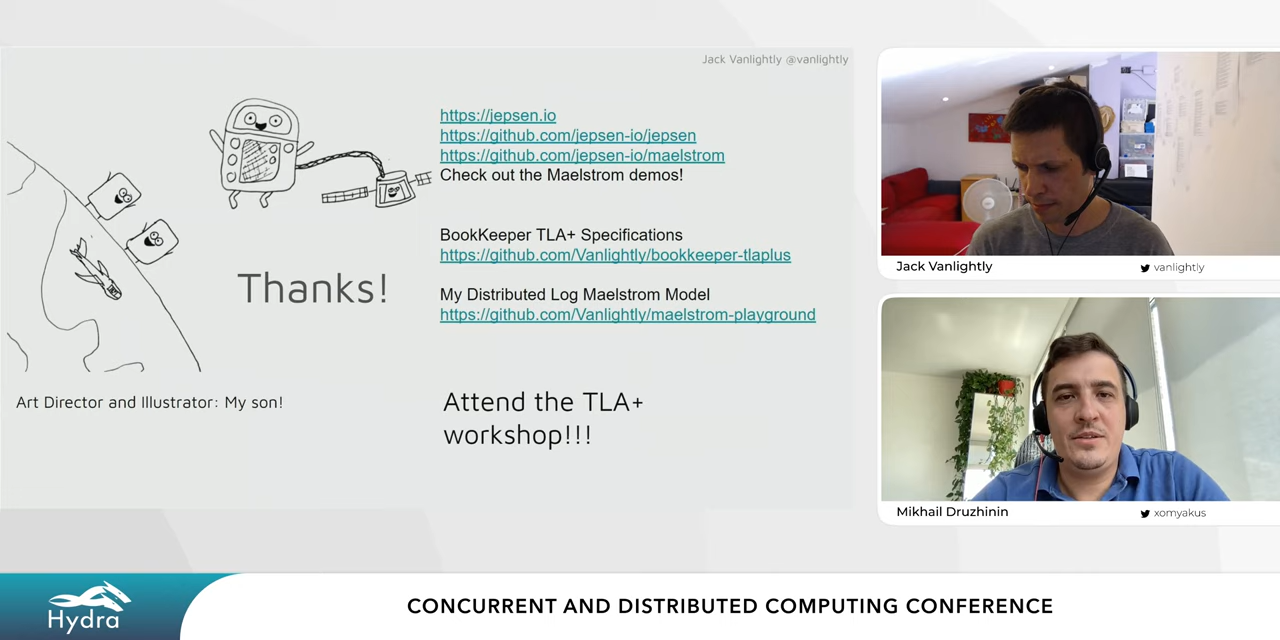 Jack Vanlightly @vanlightly
https://jepsen.io
https://github.com/jepsen-io/jepsen
https://github.com/jepsen-io/maelstrom
Check out the Maelstrom demos!
BookKeeper TLA+ Specifications
https://github.com/Vanlightly/bookkeeper-tlaplus
Thanks!
My Distributed Log Maelstrom Model
https://github.com/Vanlightly/maelstrom-playground
Art Director and Illustrator: My son!
Attend the TLA+
workshop!!!
Jack Vanlightly
vanlightly
Mikhail Druzhinin
xomyakus
Hydra
CONCURRENT AND DISTRIBUTED COMPUTING CONFERENCE